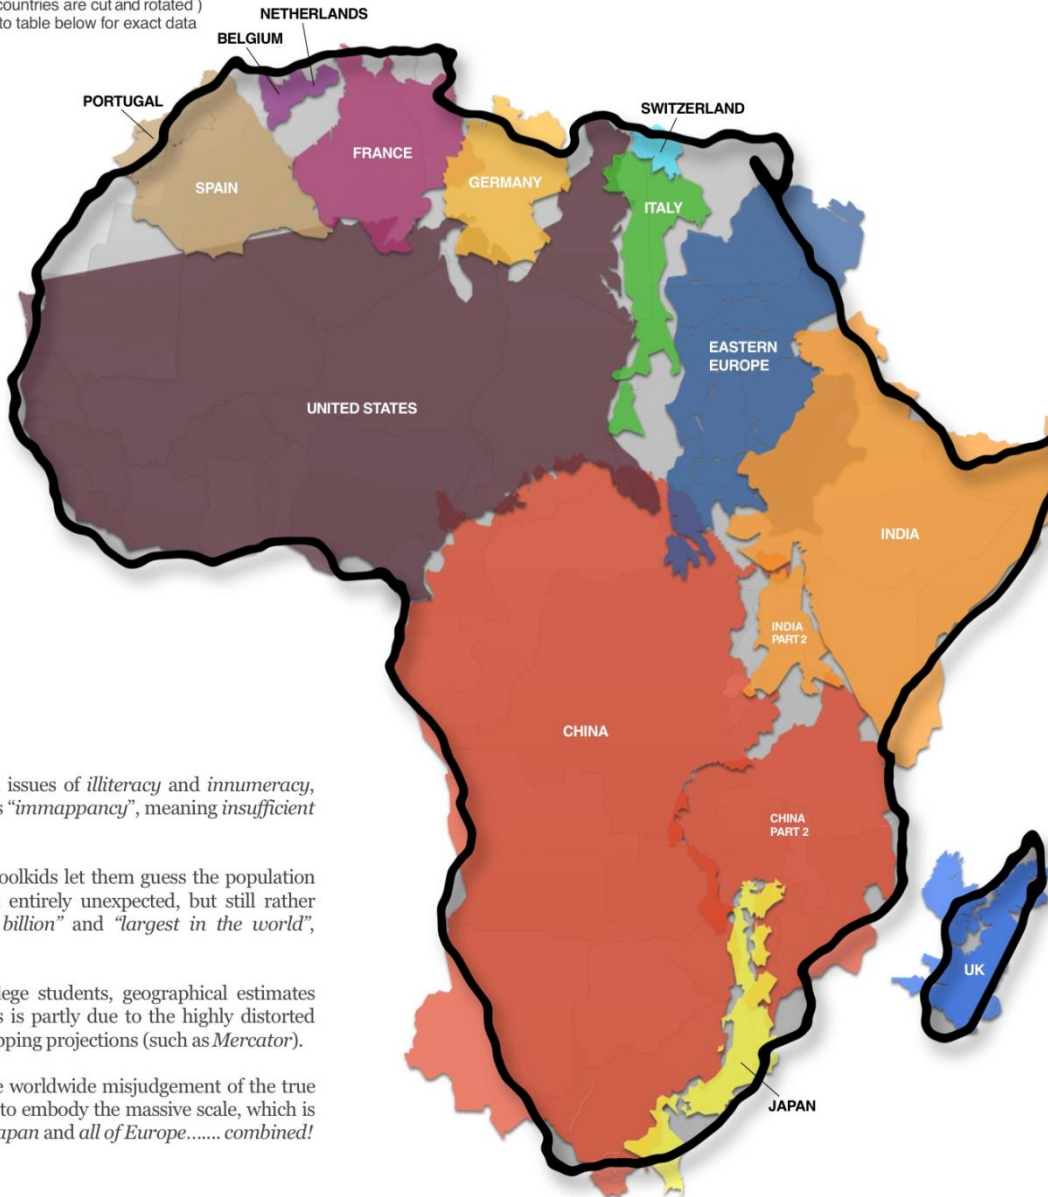 countries are cut and rotated )
to table below for exact data
NETHERLANDS
BELGIUM
PORTUGAL
SWITZERLAND
FRANCE
SPAIN
GERMANY
ITALY
EASTERN
EUROPE
UNITED STATES
INDIA
INDIA
PART 2
CHINA
CHINA
PART 2
UK
JAPAN
issues of illiteracy and innumeracy,
“immappancy”, meaning insufficient
let them guess the population
entirely unexpected, but still rather
billion” and “largest in the world”,
students, geographical estimates
is partly due to the highly distorted
projections (such as Mercator).
worldwide misjudgement of the true
to embody the massive scale, which is
and all of Europe....... combined!